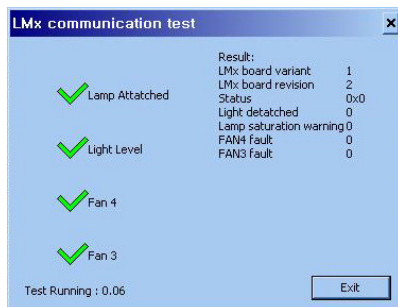 LMx communication test
Lamp Attatched
Light Level
Fan 4
Fan 3
Result:
LMx board variant 1
LMx board revision 2
Status 0x0
Light detatched 0
Lamp saturation warning 0
FAN4 fault 0
FAN3 fault 0
Test Running : 0.06
Exit